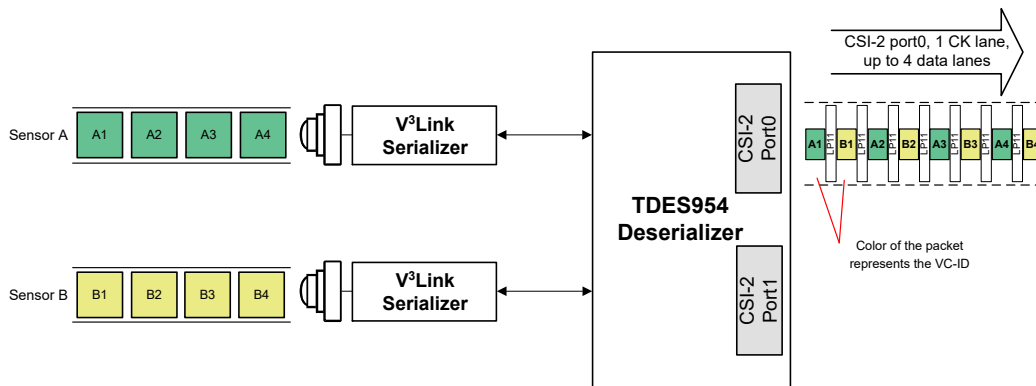 CSI-2 port0, 1 CK lane,
up to 4 data lanes
Sensor A
A1 A2 A3 A4
V³Link
Serializer
CSI-2
Port0
A1 LP11 B1 LP11 A2 LP11 B2 LP11 A3 LP11 B3 LP11 A4 LP11 B4
TDES954
Deserializer
Color of the packet
represents the VC-ID
Sensor B
B1 B2 B3 B4
V³Link
Serializer
CSI-2
Port1